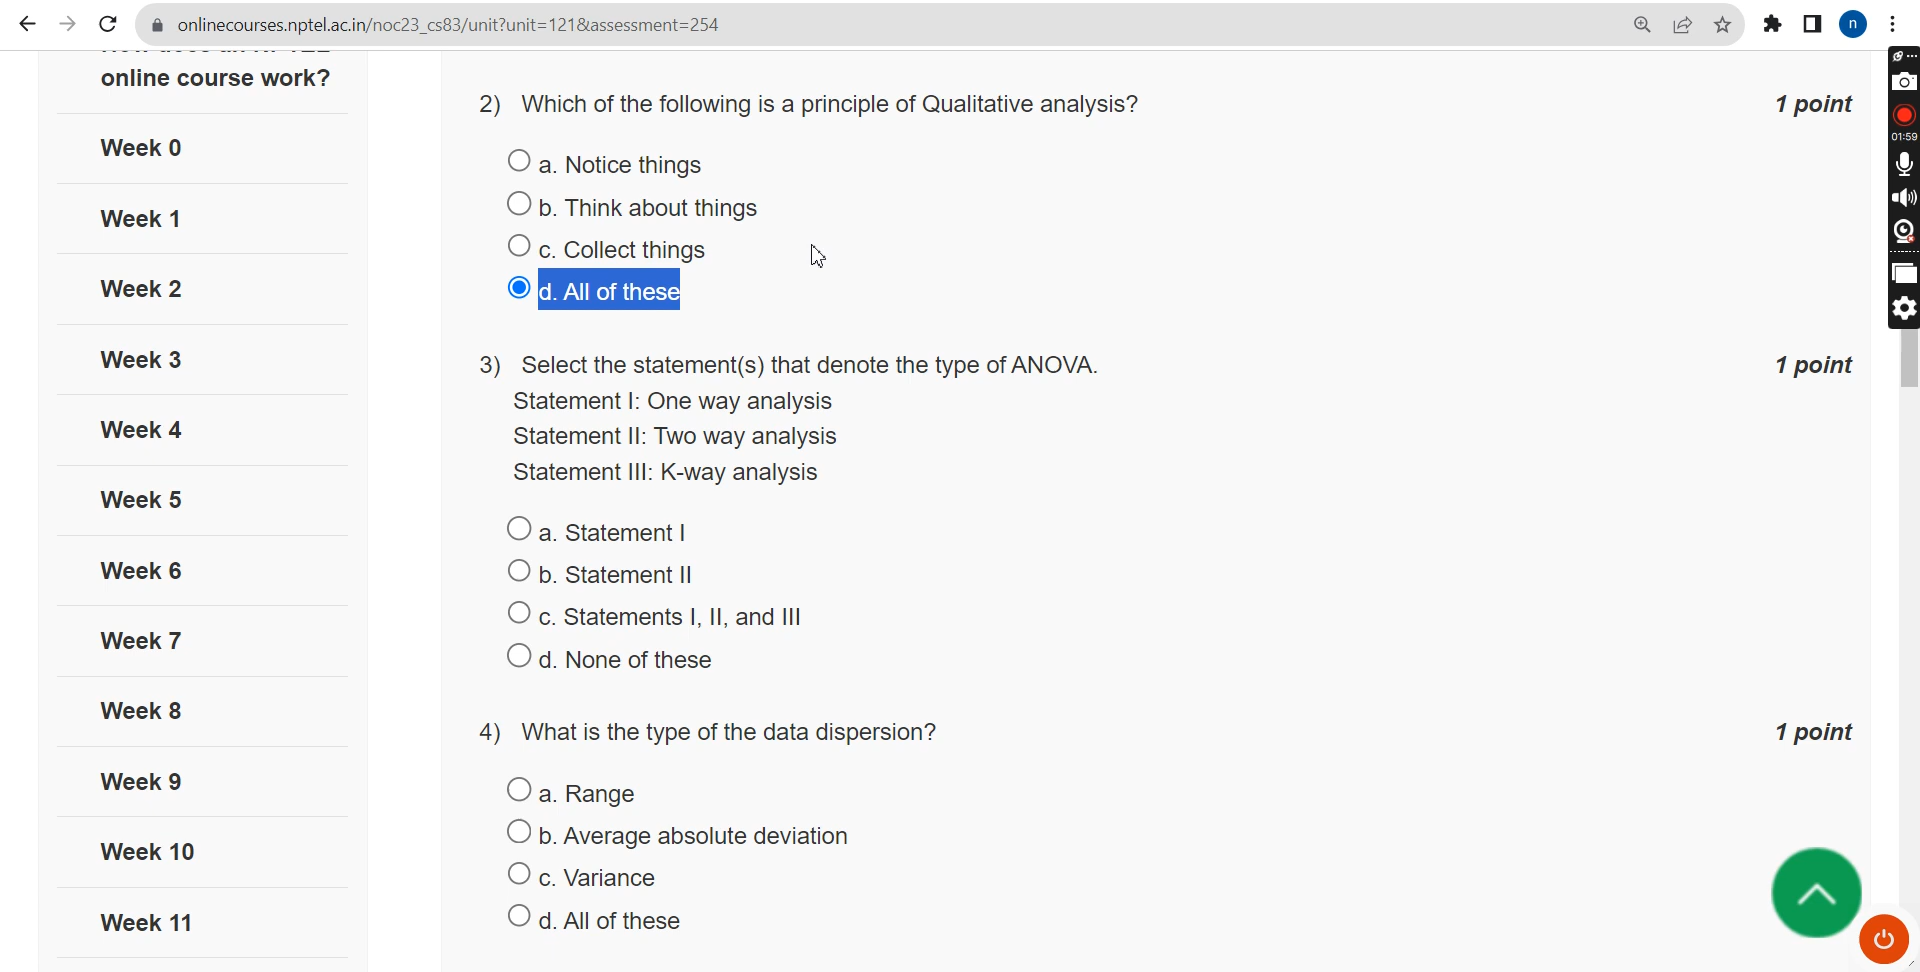 onlinecourses.nptel.ac.in/noc23_cs83/unit?unit=121&assessment=254
n
online course work?
Week 0
Week 1
Week 2
Week 3
Week 4
Week 5
Week 6
Week 7
Week 8
Week 9
Week 10
Week 11
2) Which of the following is a principle of Qualitative analysis? 1 point
a. Notice things
b. Think about things
c. Collect things
d. All of these
3) Select the statement(s) that denote the type of ANOVA. 1 point
Statement I: One way analysis
Statement II: Two way analysis
Statement III: K-way analysis
a. Statement I
b. Statement II
c. Statements I, II, and III
d. None of these
4) What is the type of the data dispersion? 1 point
a. Range
b. Average absolute deviation
c. Variance
d. All of these
01:59